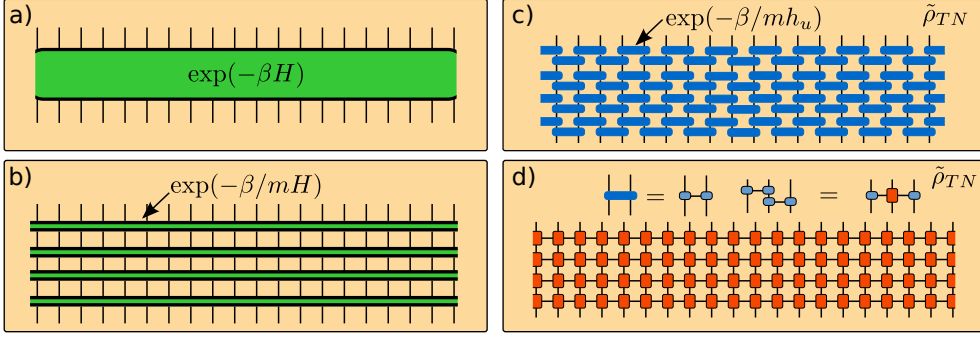 a)
exp(−βH)
b)
exp(−β/mH)
c)
exp(−β/mh_u)
ρ̃_TN
d)
=
=
ρ̃_TN